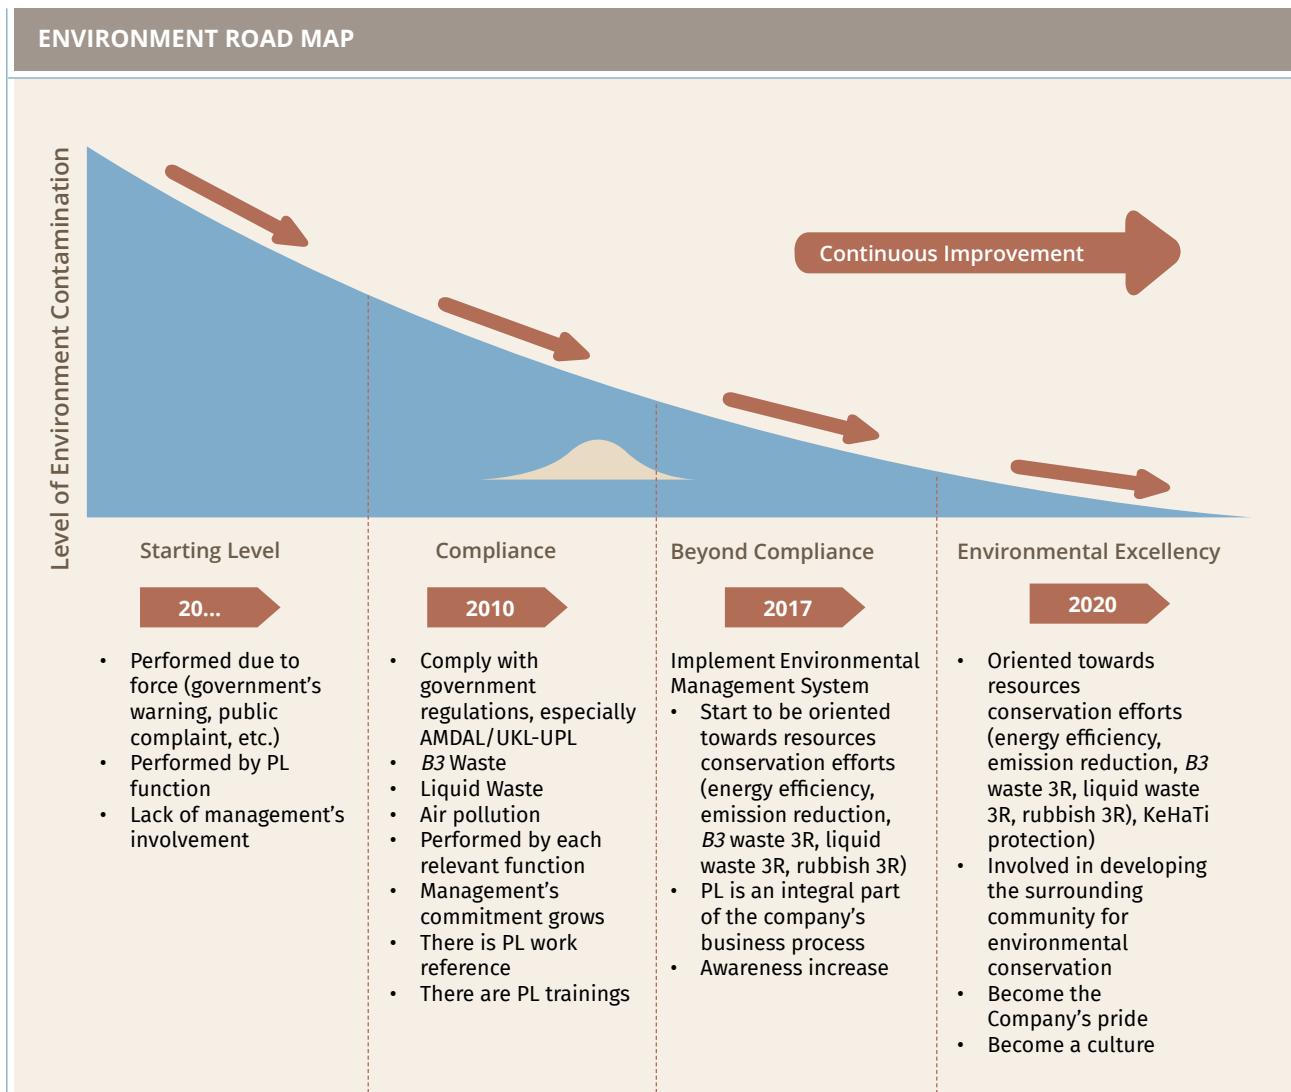 ENVIRONMENT ROAD MAP
Level of Environment Contamination
Continuous Improvement
Starting Level
20...
• Performed due to
force (government’s
warning, public
complaint, etc.)
• Performed by PL
function
• Lack of management’s
involvement
Compliance
2010
• Comply with
government
regulations, especially
AMDAL/UKL-UPL
• B3 Waste
• Liquid Waste
• Air pollution
• Performed by each
relevant function
• Management’s
commitment grows
• There is PL work
reference
• There are PL trainings
Beyond Compliance
2017
Implement Environmental
Management System
• Start to be oriented
towards resources
conservation efforts
(energy efficiency,
emission reduction,
B3 waste 3R, liquid
waste 3R, rubbish 3R)
• PL is an integral part
of the company’s
business process
• Awareness increase
Environmental Excellency
2020
• Oriented towards
resources
conservation efforts
(energy efficiency,
emission reduction, B3
waste 3R, liquid waste
3R, rubbish 3R), KeHaTi
protection)
• Involved in developing
the surrounding
community for
environmental
conservation
• Become the
Company’s pride
• Become a culture